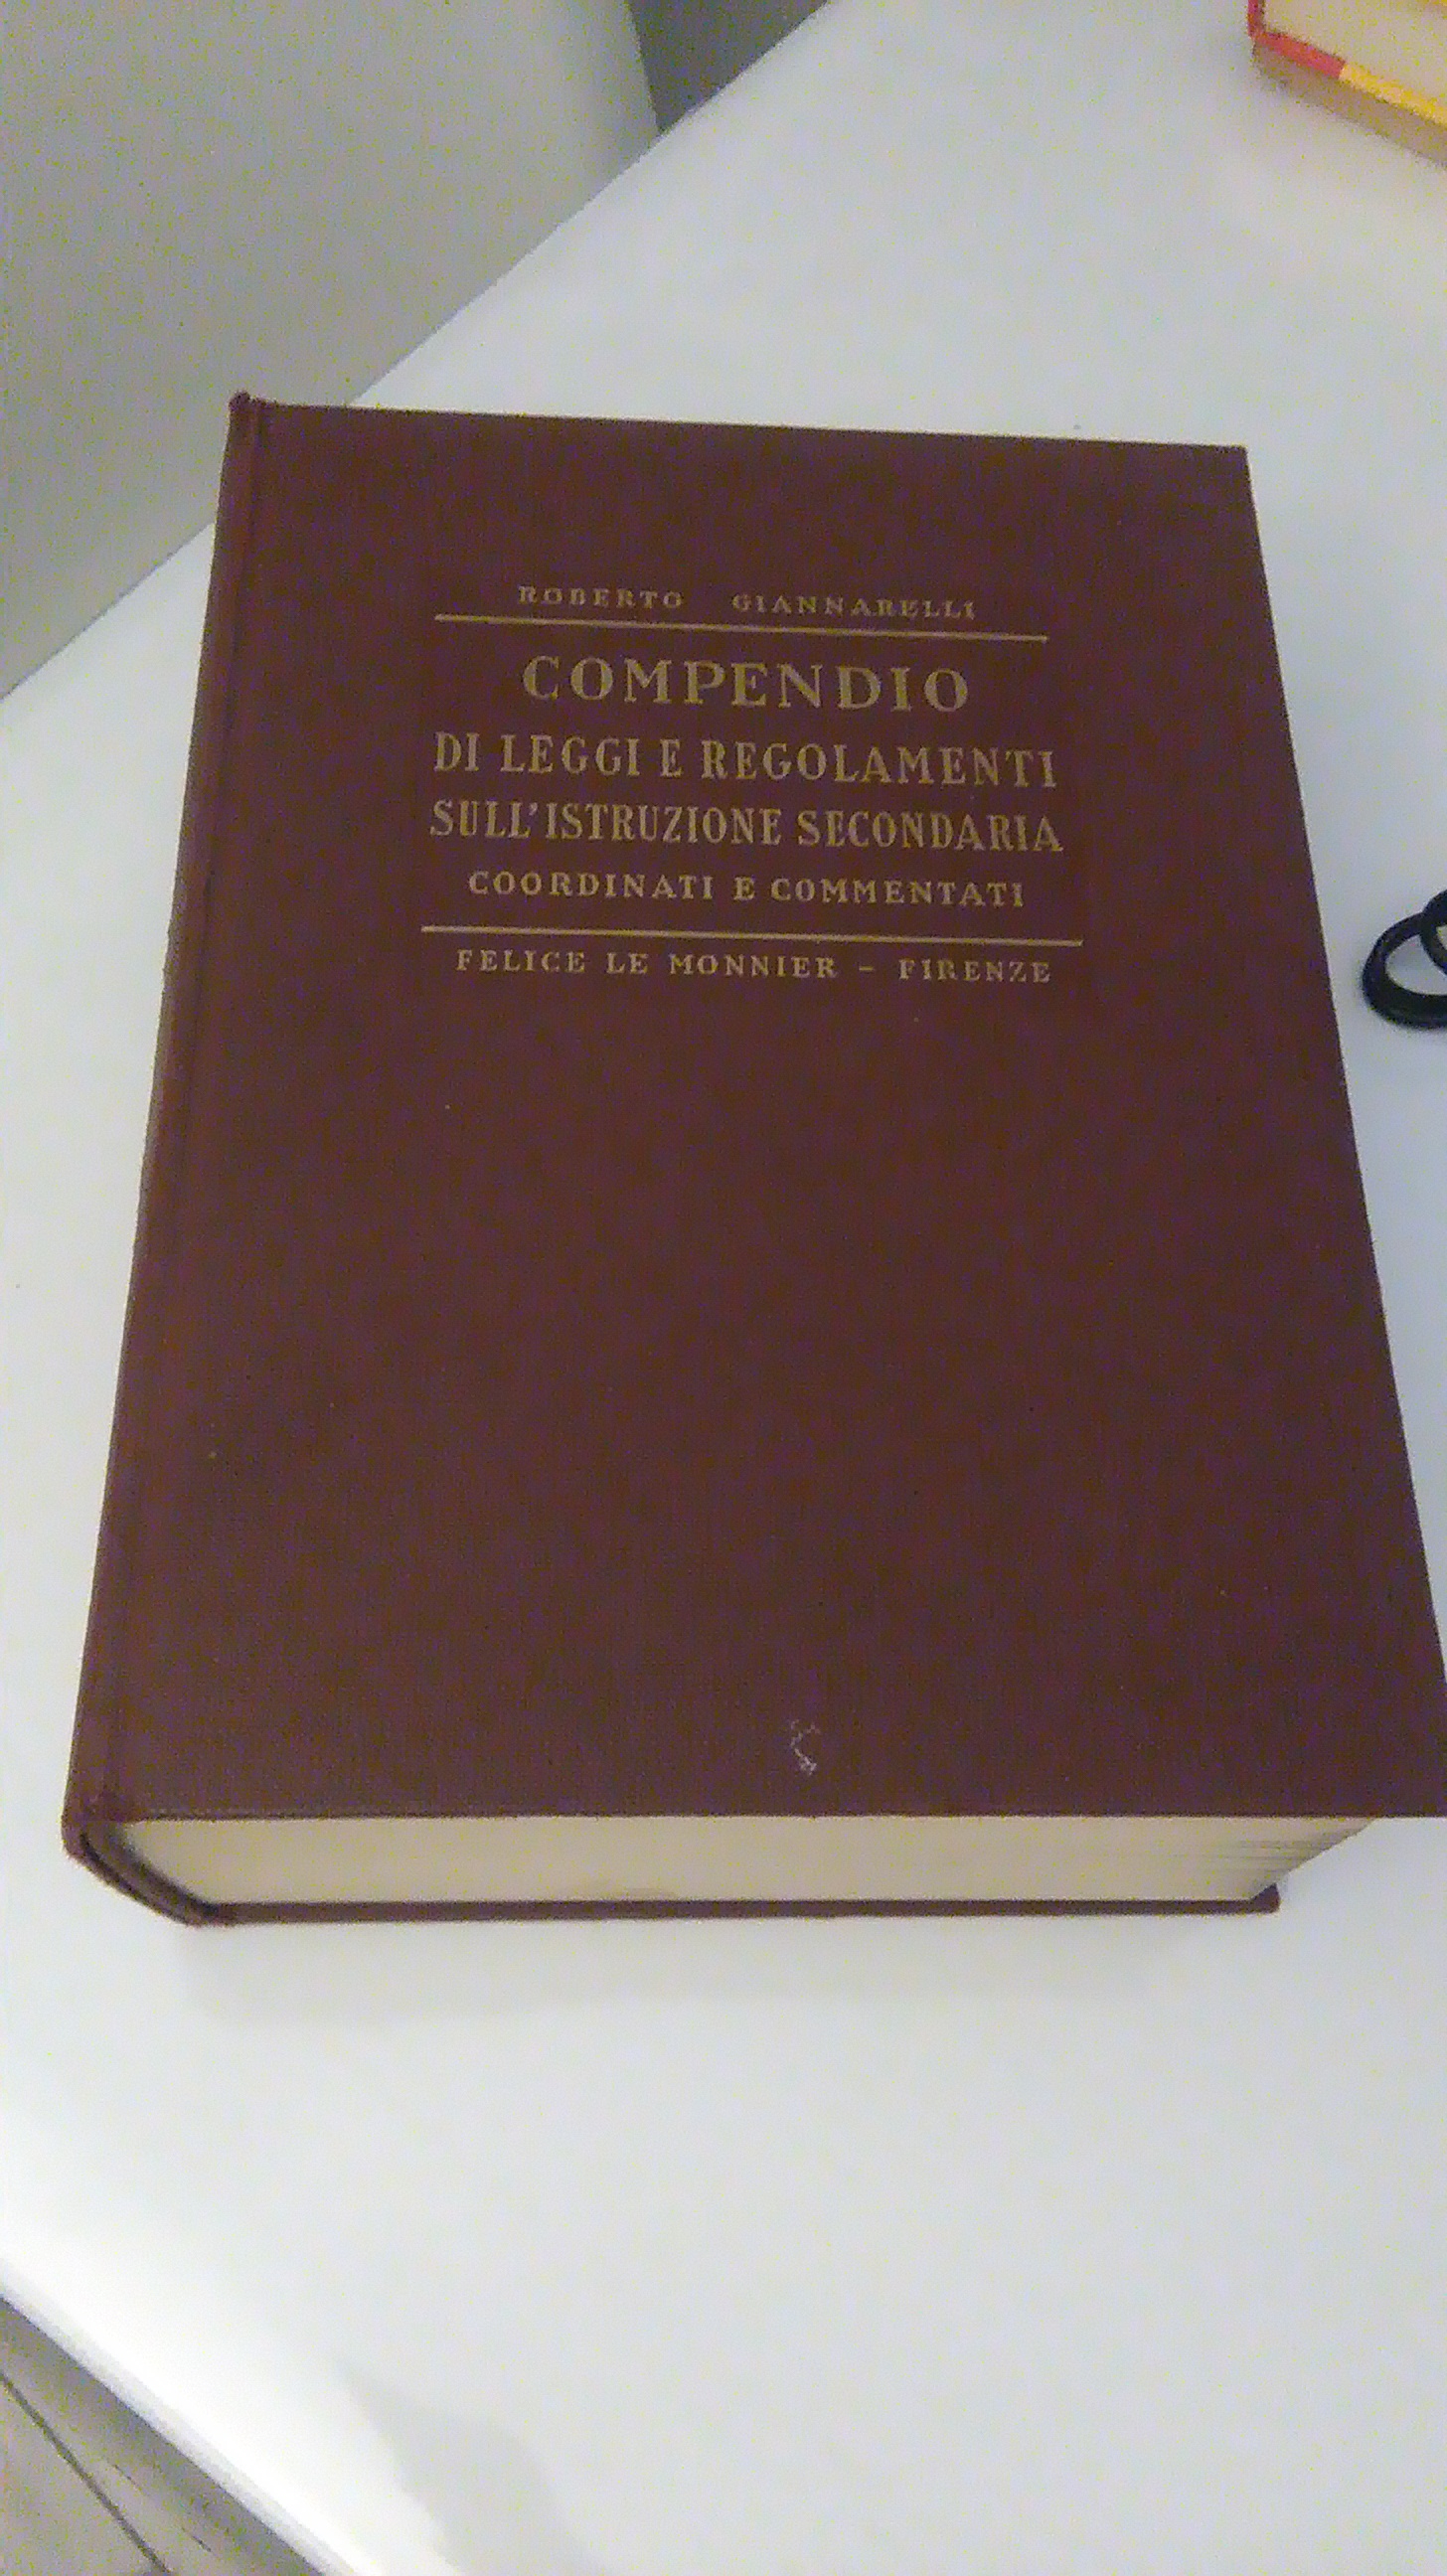 ROBERTO GIANNARELLI
COMPENDIO
DI LEGGI E REGOLAMENTI
SULL'ISTRUZIONE SECONDARIA
COORDINATI E COMMENTATI
FELICE LE MONNIER - FIRENZE